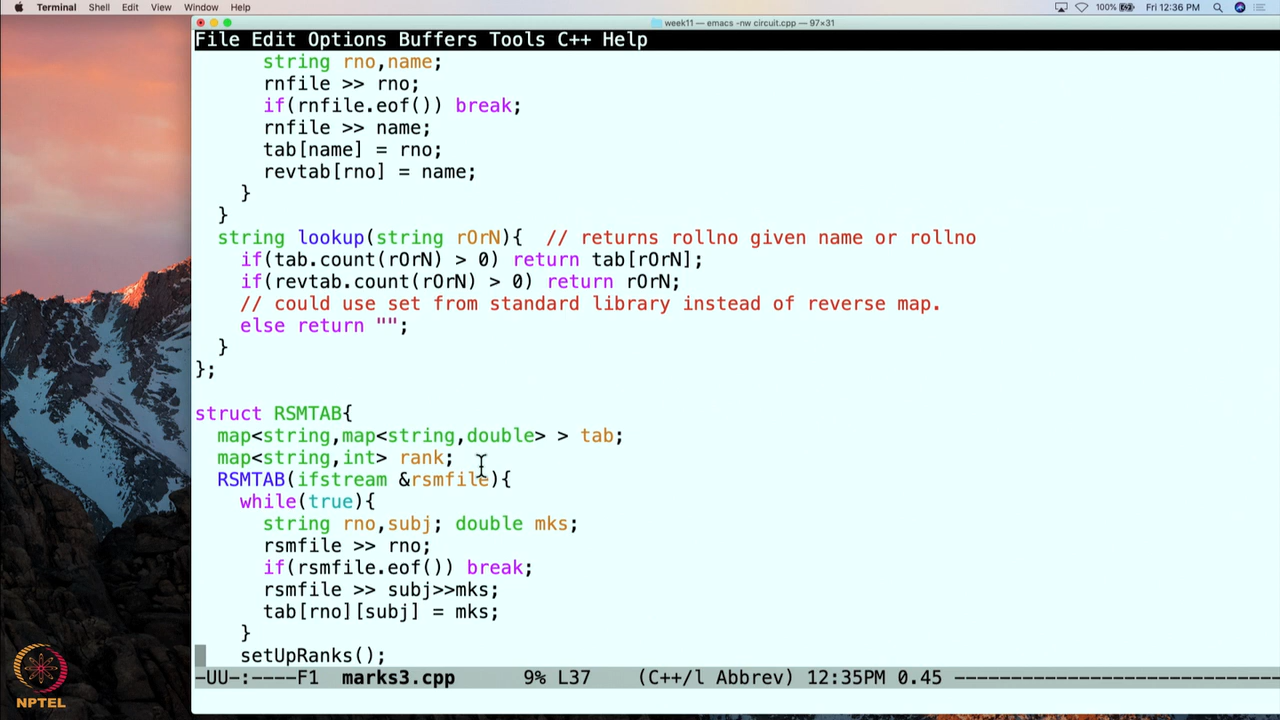 Terminal Shell Edit View Window Help 100% Fri 12:36 PM
week11 — emacs -nw circuit.cpp — 97×31
File Edit Options Buffers Tools C++ Help
string rno,name;
rnfile >> rno;
if(rnfile.eof()) break;
rnfile >> name;
tab[name] = rno;
revtab[rno] = name;
}
}
string lookup(string rOrN){ // returns rollno given name or rollno
if(tab.count(rOrN) > 0) return tab[rOrN];
if(revtab.count(rOrN) > 0) return rOrN;
// could use set from standard library instead of reverse map.
else return "";
}
};
struct RSMTAB{
map<string,map<string,double> > tab;
map<string,int> rank;
RSMTAB(ifstream &rsmfile){
while(true){
string rno,subj; double mks;
rsmfile >> rno;
if(rsmfile.eof()) break;
rsmfile >> subj>>mks;
tab[rno][subj] = mks;
}
setUpRanks();
-UU-:----F1 marks3.cpp 9% L37 (C++/l Abbrev) 12:35PM 0.45 ----------------------------
NPTEL